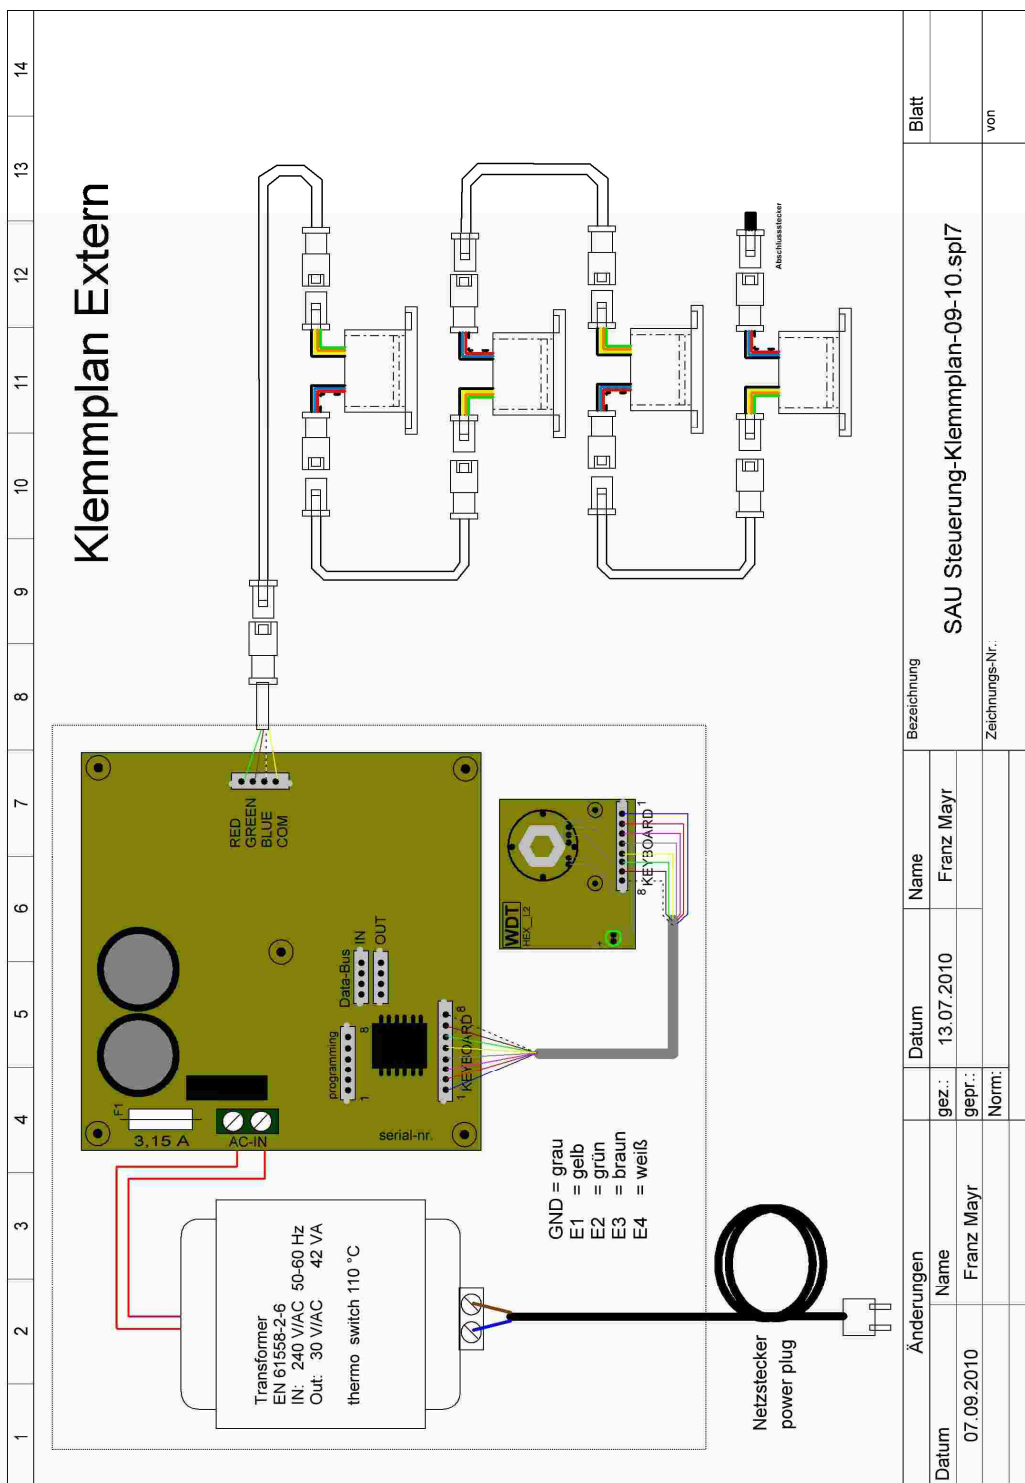 1
2
3
4
5
6
7
8
9
10
11
12
13
14
Klemmplan Extern
RED
GREEN
BLUE
COM
Data-Bus
IN
OUT
programming
1
8
KEYBOARD
1
8
F1
3,15 A
AC-IN
serial-nr.
WDT
HEX__L2
+
KEYBOARD
8
1
Abschlussstecker
Transformer
EN 61558-2-6
IN: 240 V/AC 50-60 Hz
Out: 30 V/AC 42 VA
thermo switch 110 °C
GND = grau
E1 = gelb
E2 = grün
E3 = braun
E4 = weiß
Netzstecker
power plug
Änderungen
Datum
Name
07.09.2010
Franz Mayr
Datum
Name
gez.:
13.07.2010
Franz Mayr
gepr.:
Norm:
Bezeichnung
SAU Steuerung-Klemmplan-09-10.spl7
Zeichnungs-Nr.:
Blatt
von